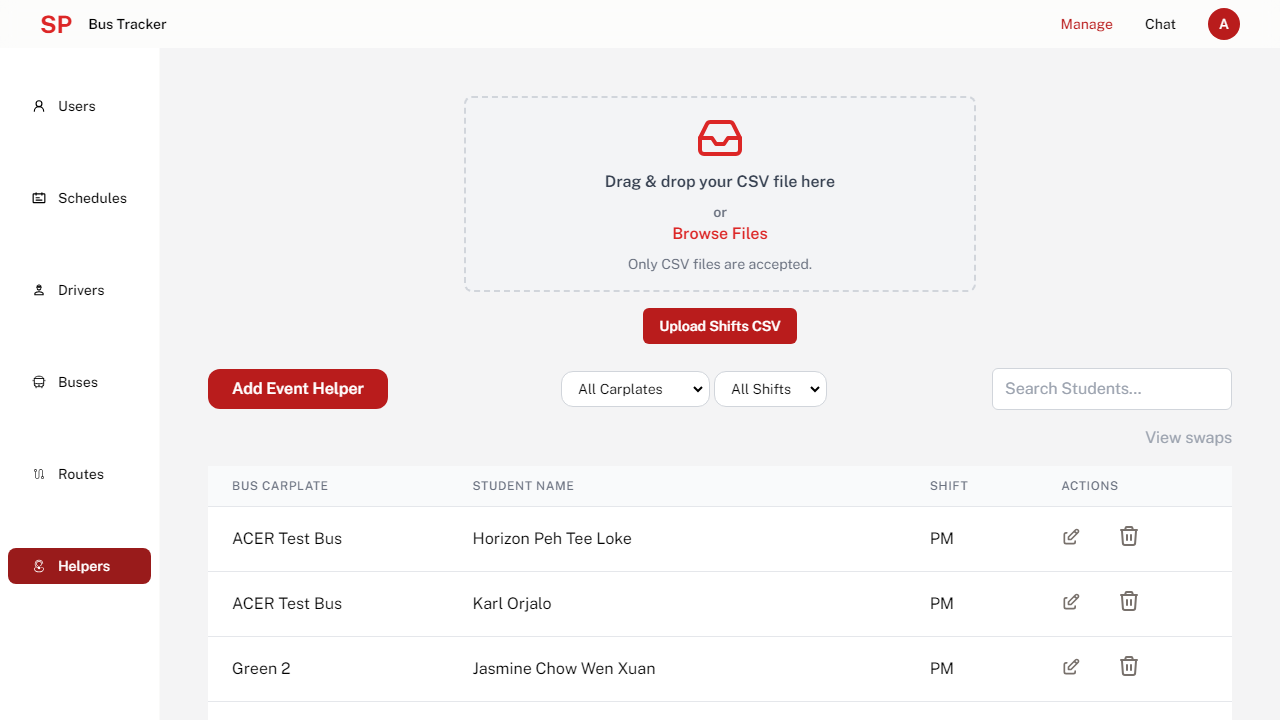 SP Bus Tracker Manage Chat A
Users
Schedules
Drivers
Buses
Routes
Helpers
Drag & drop your CSV file here
or
Browse Files
Only CSV files are accepted.
Upload Shifts CSV
Add Event Helper All Carplates All Shifts Search Students...
View swaps
BUS CARPLATE STUDENT NAME SHIFT ACTIONS
ACER Test Bus Horizon Peh Tee Loke PM
ACER Test Bus Karl Orjalo PM
Green 2 Jasmine Chow Wen Xuan PM